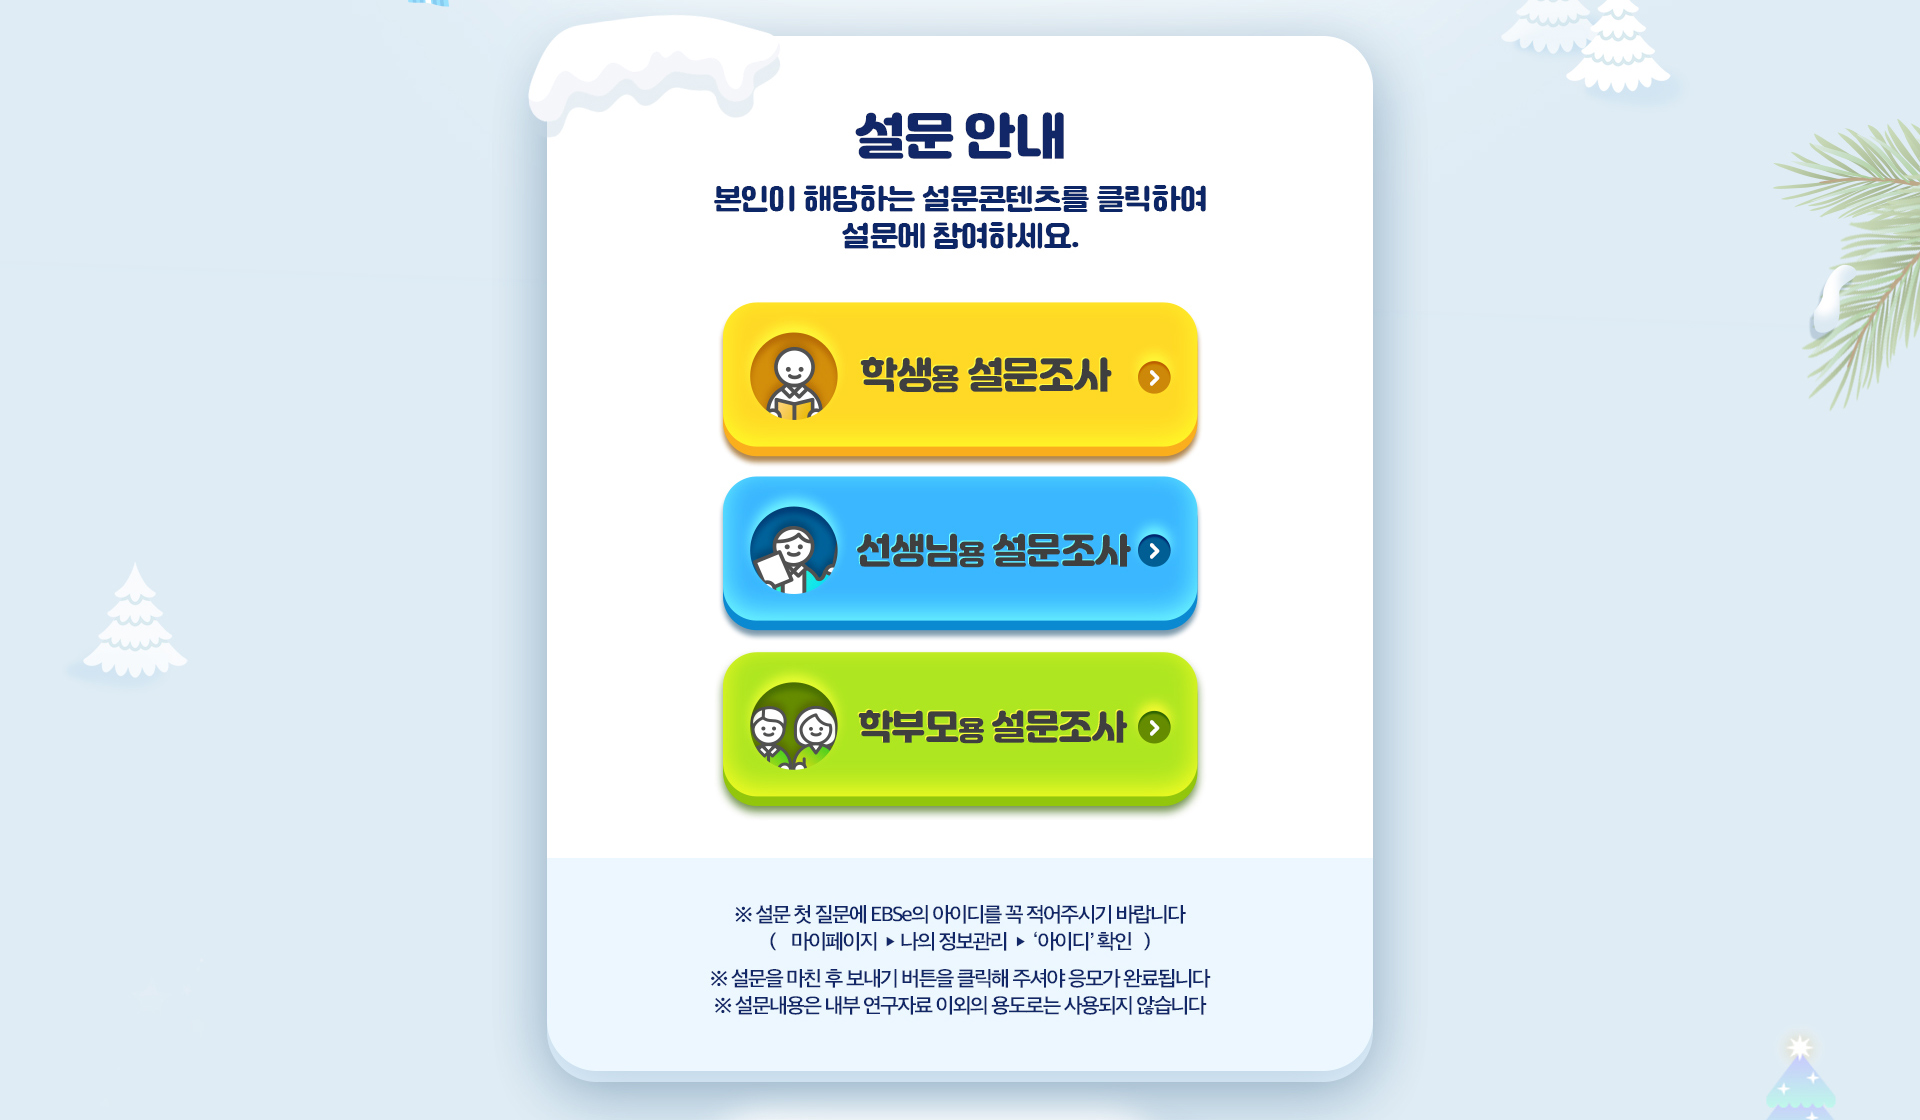 설문 안내
본인이 해당하는 설문콘텐츠를 클릭하여
설문에 참여하세요.
학생용 설문조사
선생님용 설문조사
학부모용 설문조사
※ 설문 첫 질문에 EBSe의 아이디를 꼭 적어주시기 바랍니다
( 마이페이지 ▶ 나의 정보관리 ▶ ‘아이디’ 확인 )
※ 설문을 마친 후 보내기 버튼을 클릭해 주셔야 응모가 완료됩니다
※ 설문내용은 내부 연구자료 이외의 용도로는 사용되지 않습니다